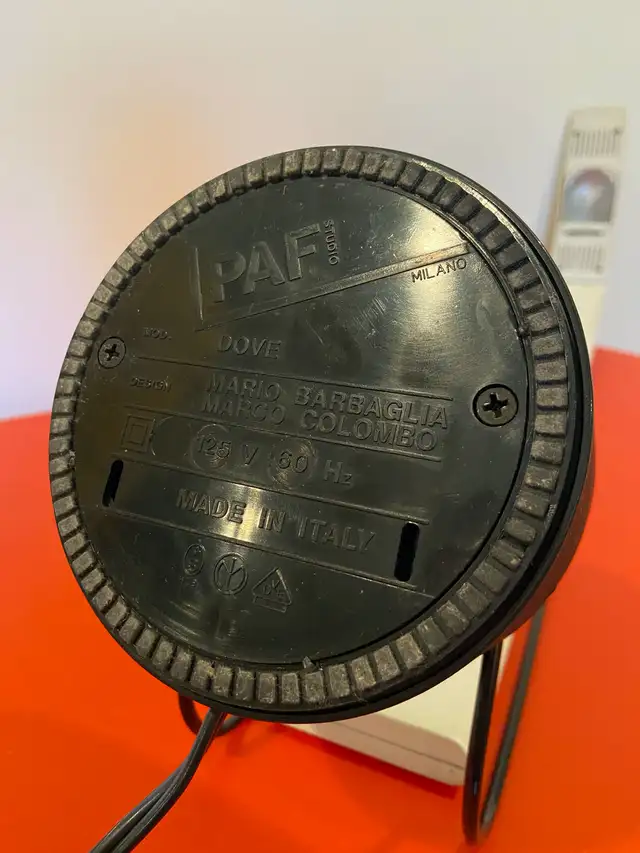 PAF
STUDIO
MILANO
MOD. DOVE
DESIGN MARIO BARBAGLIA
MARCO COLOMBO
125 V 60 Hz
MADE IN ITALY